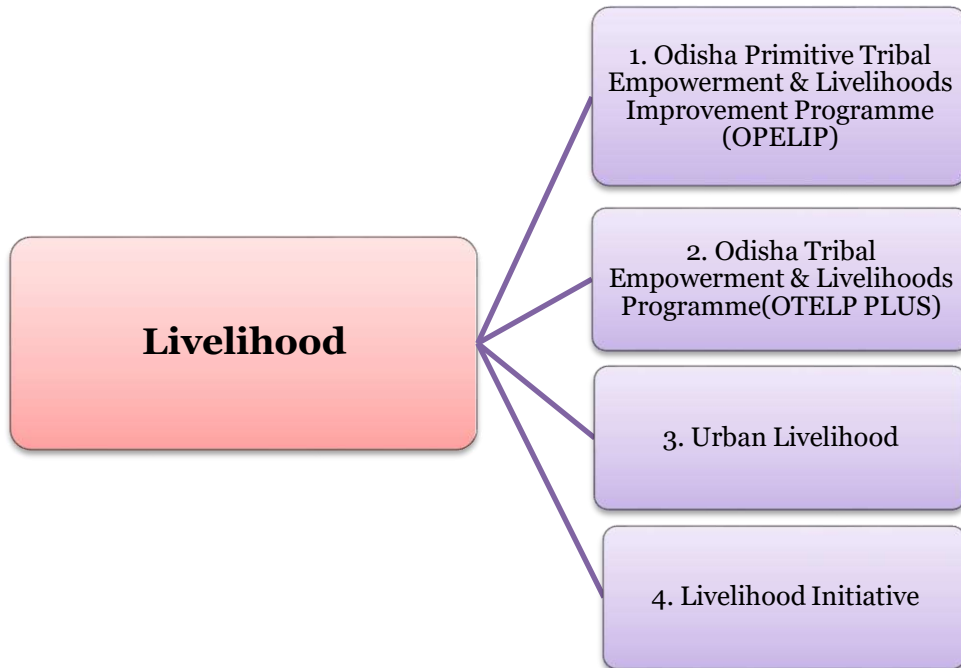 Livelihood
1. Odisha Primitive Tribal
Empowerment & Livelihoods
Improvement Programme
(OPELIP)
2. Odisha Tribal
Empowerment & Livelihoods
Programme(OTELP PLUS)
3. Urban Livelihood
4. Livelihood Initiative